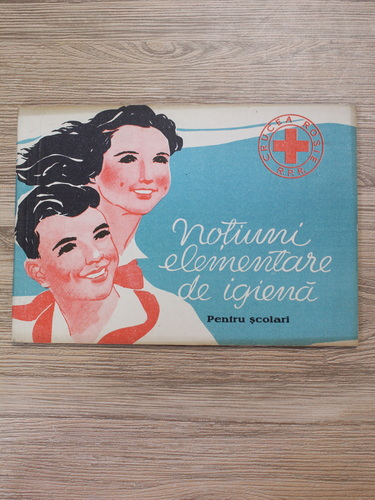 CRUCEA ROȘIE
R.P.R.
Noțiuni
elementare
de igienă
Pentru școlari